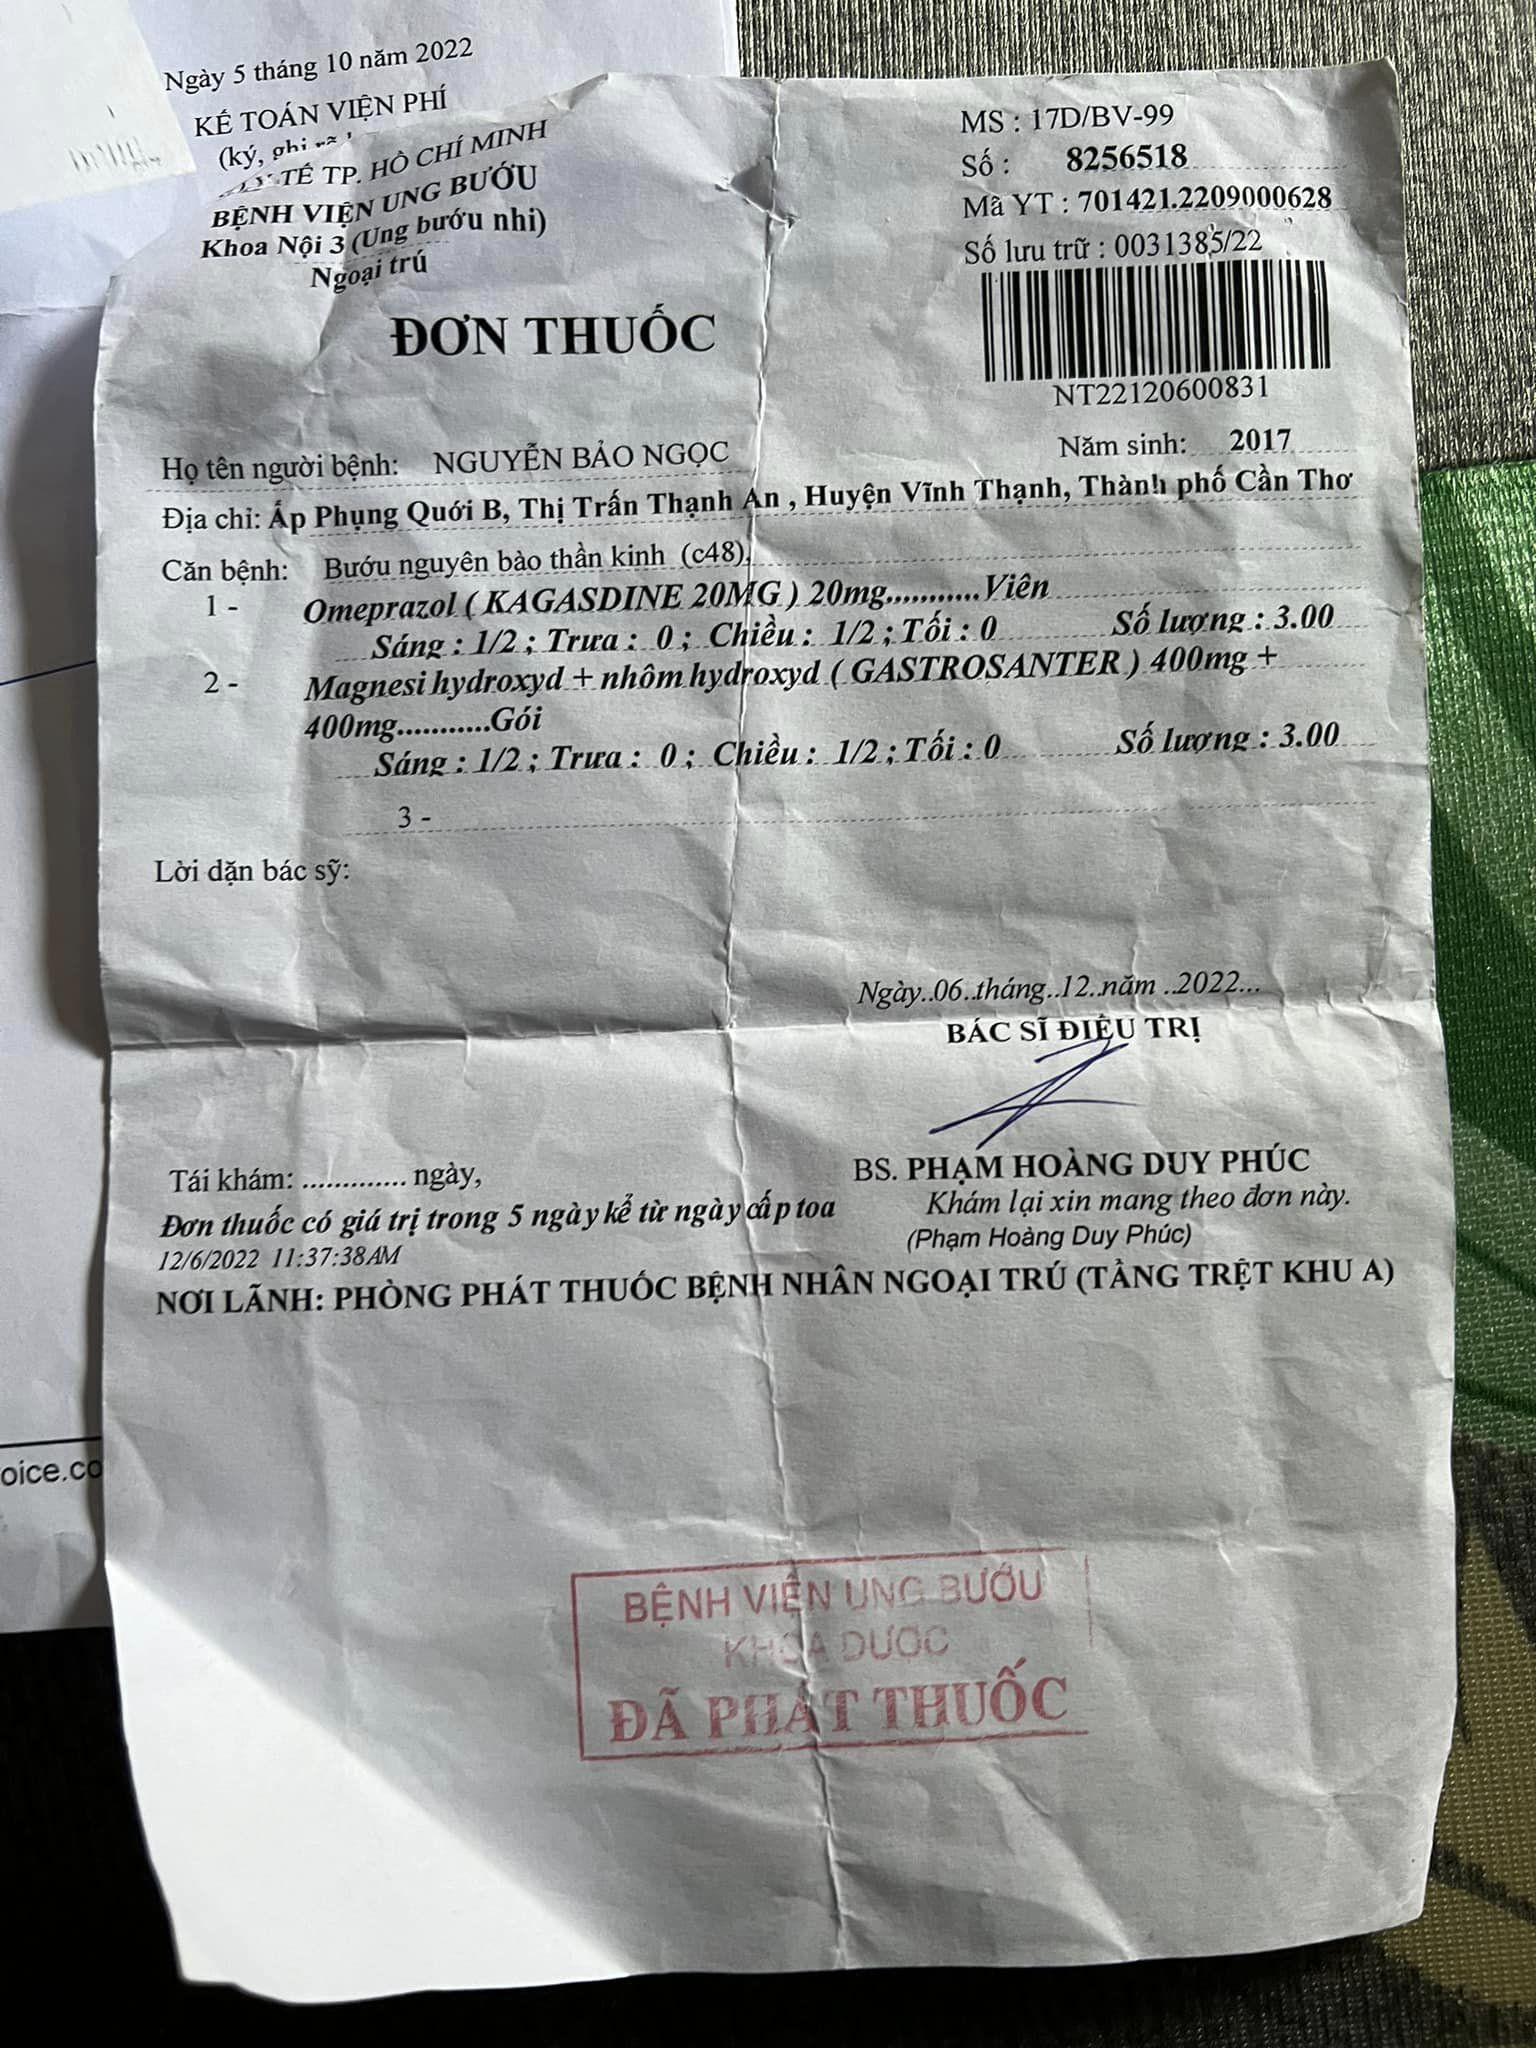 Ngày 5 tháng 10 năm 2022
KẾ TOÁN VIỆN PHÍ
(ký, ghi rõ
TẾ TP. HỒ CHÍ MINH
BỆNH VIỆN UNG BƯỚU
Khoa Nội 3 (Ung bướu nhi)
Ngoại trú
MS : 17D/BV-99
Số : 8256518
Mã YT : 701421.2209000628
Số lưu trữ : 0031385/22
NT22120600831
ĐƠN THUỐC
Họ tên người bệnh: NGUYỄN BẢO NGỌC Năm sinh: 2017
Địa chỉ: Ấp Phụng Quới B, Thị Trấn Thạnh An , Huyện Vĩnh Thạnh, Thành phố Cần Thơ
Căn bệnh: Bướu nguyên bào thần kinh (c48),
1 - Omeprazol ( KAGASDINE 20MG ) 20mg...........Viên
Sáng : 1/2 ; Trưa : 0 ; Chiều : 1/2 ; Tối : 0 Số lượng : 3.00
2 - Magnesi hydroxyd + nhôm hydroxyd ( GASTROSANTER ) 400mg +
400mg...........Gói
Sáng : 1/2 ; Trưa : 0 ; Chiều : 1/2 ; Tối : 0 Số lượng : 3.00
3 -
Lời dặn bác sỹ:
Ngày..06..tháng..12..năm ..2022...
BÁC SĨ ĐIỀU TRỊ
Tái khám: ............. ngày,
BS. PHẠM HOÀNG DUY PHÚC
Đơn thuốc có giá trị trong 5 ngày kể từ ngày cấp toa
Khám lại xin mang theo đơn này.
12/6/2022 11:37:38AM
(Phạm Hoàng Duy Phúc)
NƠI LÃNH: PHÒNG PHÁT THUỐC BỆNH NHÂN NGOẠI TRÚ (TẦNG TRỆT KHU A)
oice.co
BỆNH VIỆN UNG BƯỚU
KHOA DƯỢC
ĐÃ PHÁT THUỐC